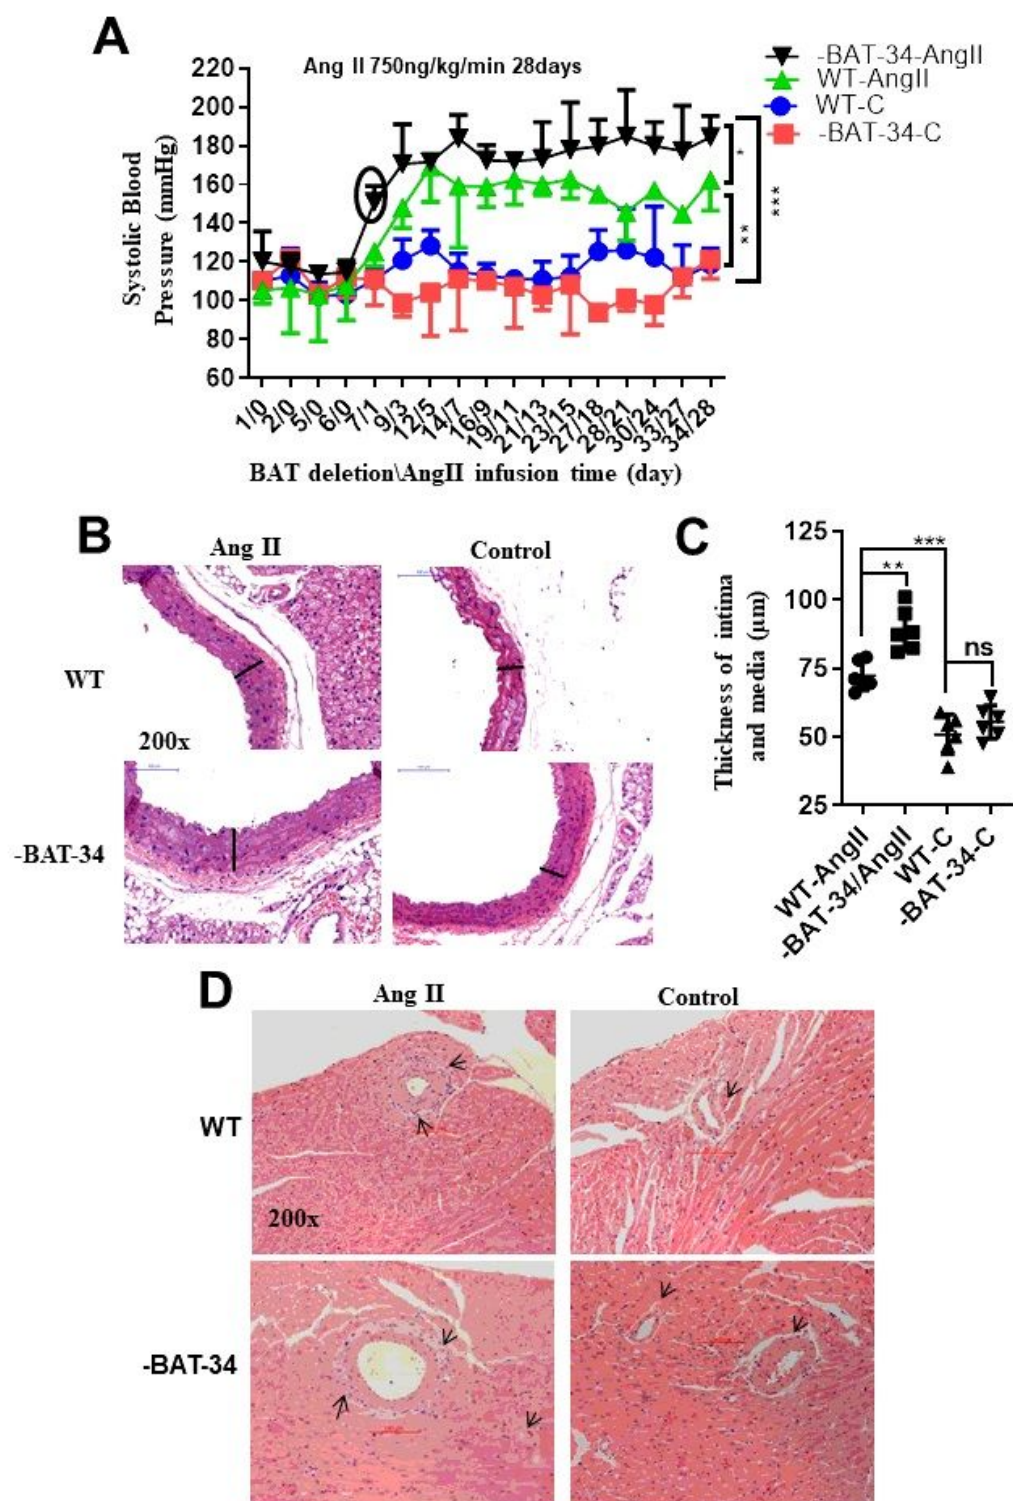 A
Ang II 750ng/kg/min 28days
-BAT-34-AngII
WT-AngII
WT-C
-BAT-34-C
Systolic Blood
Pressure (mmHg)
220
200
180
160
140
120
100
80
60
*
**
***
1/0
2/0
5/0
6/0
7/1
9/3
12/5
14/7
16/9
19/11
21/13
23/15
27/18
28/21
30/24
33/27
34/28
BAT deletion\AngII infusion time (day)
B
Ang II
Control
WT
200x
-BAT-34
C
Thickness of intima
and media (µm)
125
100
75
50
25
***
**
ns
WT-AngII
-BAT-34/AngII
WT-C
-BAT-34-C
D
Ang II
Control
WT
200x
-BAT-34